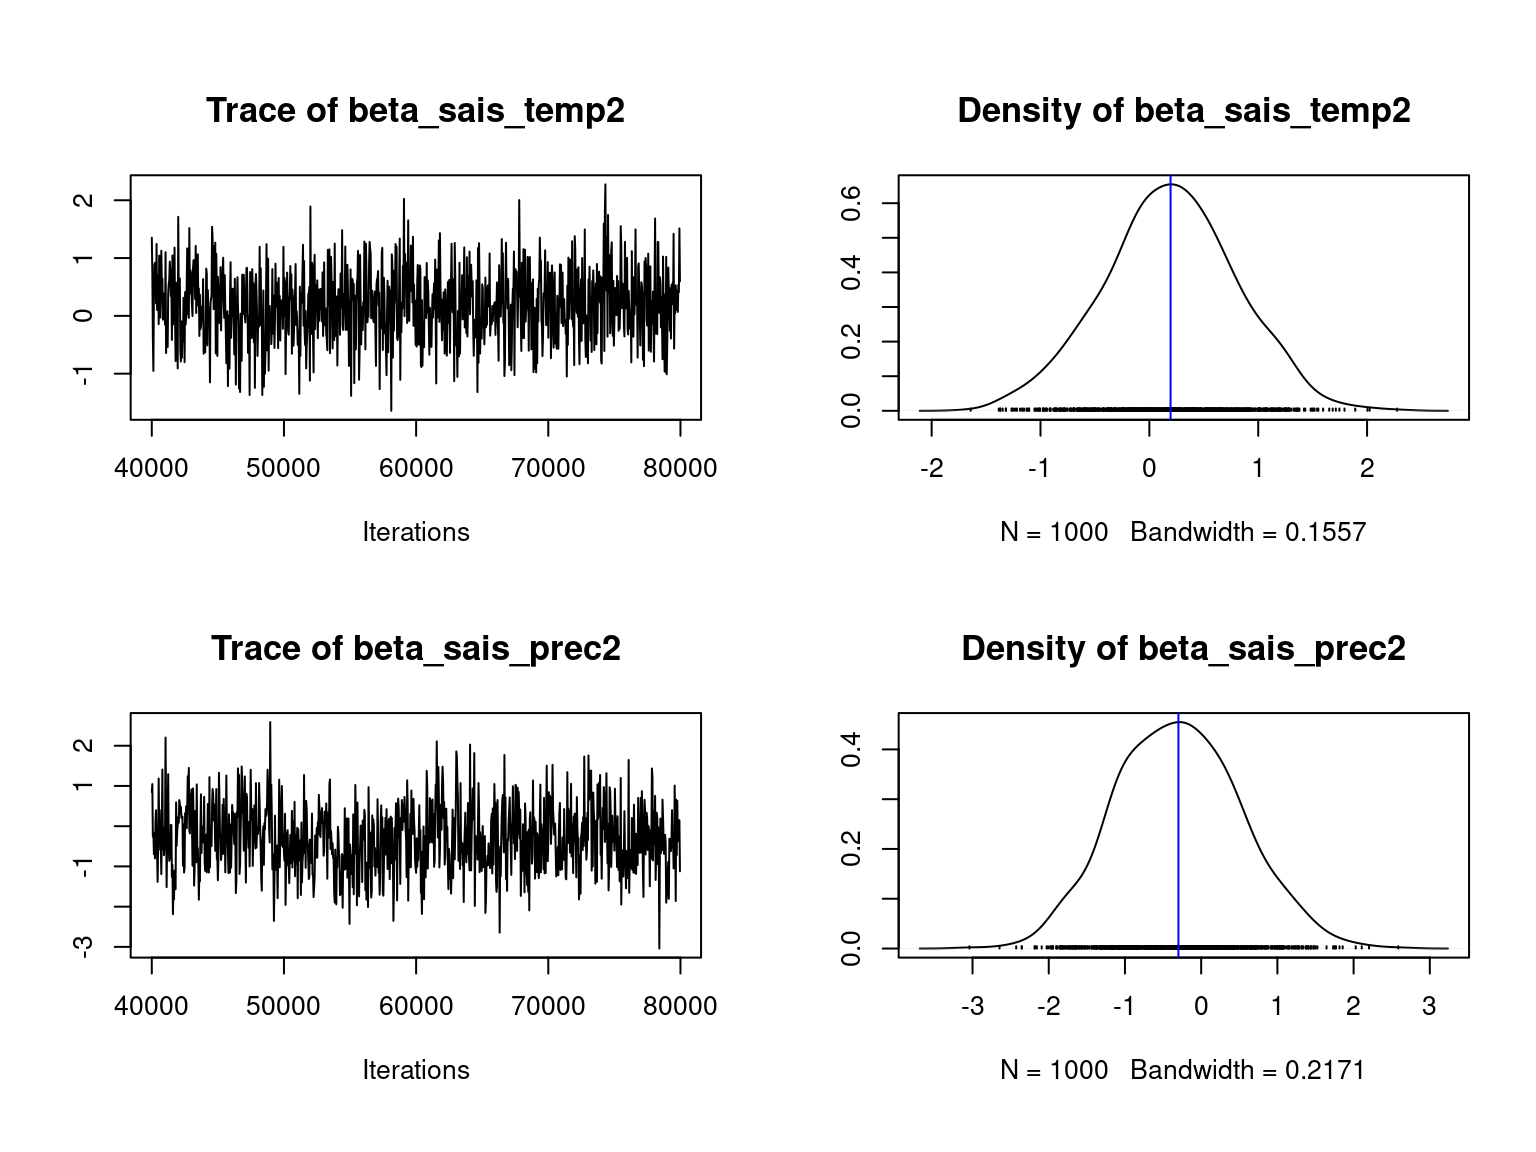 Trace of beta_sais_temp2
2
1
0
-1
40000 50000 60000 70000 80000
Iterations
Density of beta_sais_temp2
0.6
0.4
0.2
0.0
-2 -1 0 1 2
N = 1000 Bandwidth = 0.1557
Trace of beta_sais_prec2
2
1
-1
-3
40000 50000 60000 70000 80000
Iterations
Density of beta_sais_prec2
0.4
0.2
0.0
-3 -2 -1 0 1 2 3
N = 1000 Bandwidth = 0.2171